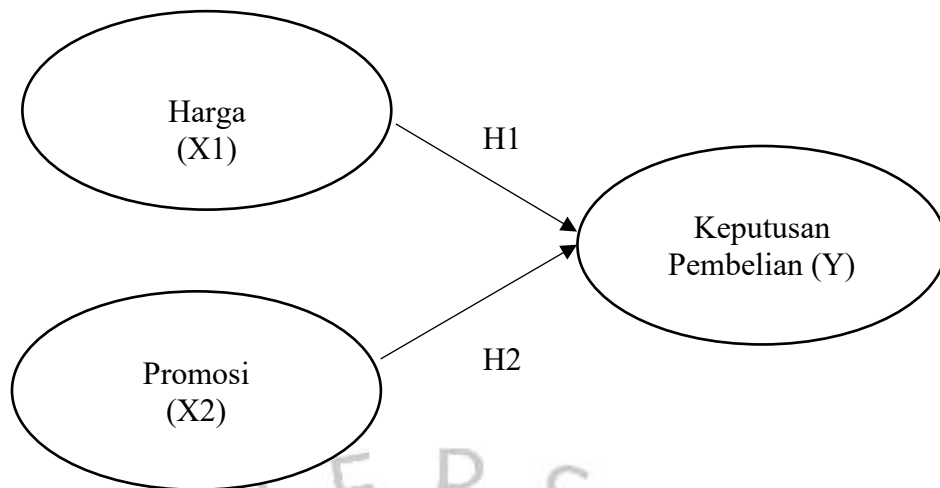 Harga
(X1)
H1
Keputusan
Pembelian (Y)
Promosi
(X2)
H2
E R S